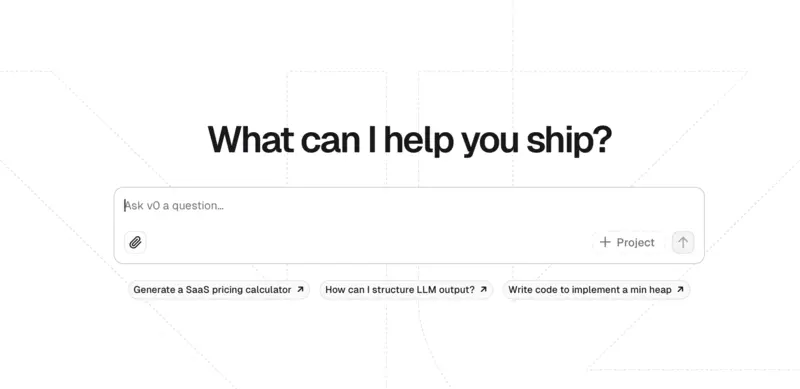 What can I help you ship?
Ask v0 a question...
Project
Generate a SaaS pricing calculator
How can I structure LLM output?
Write code to implement a min heap